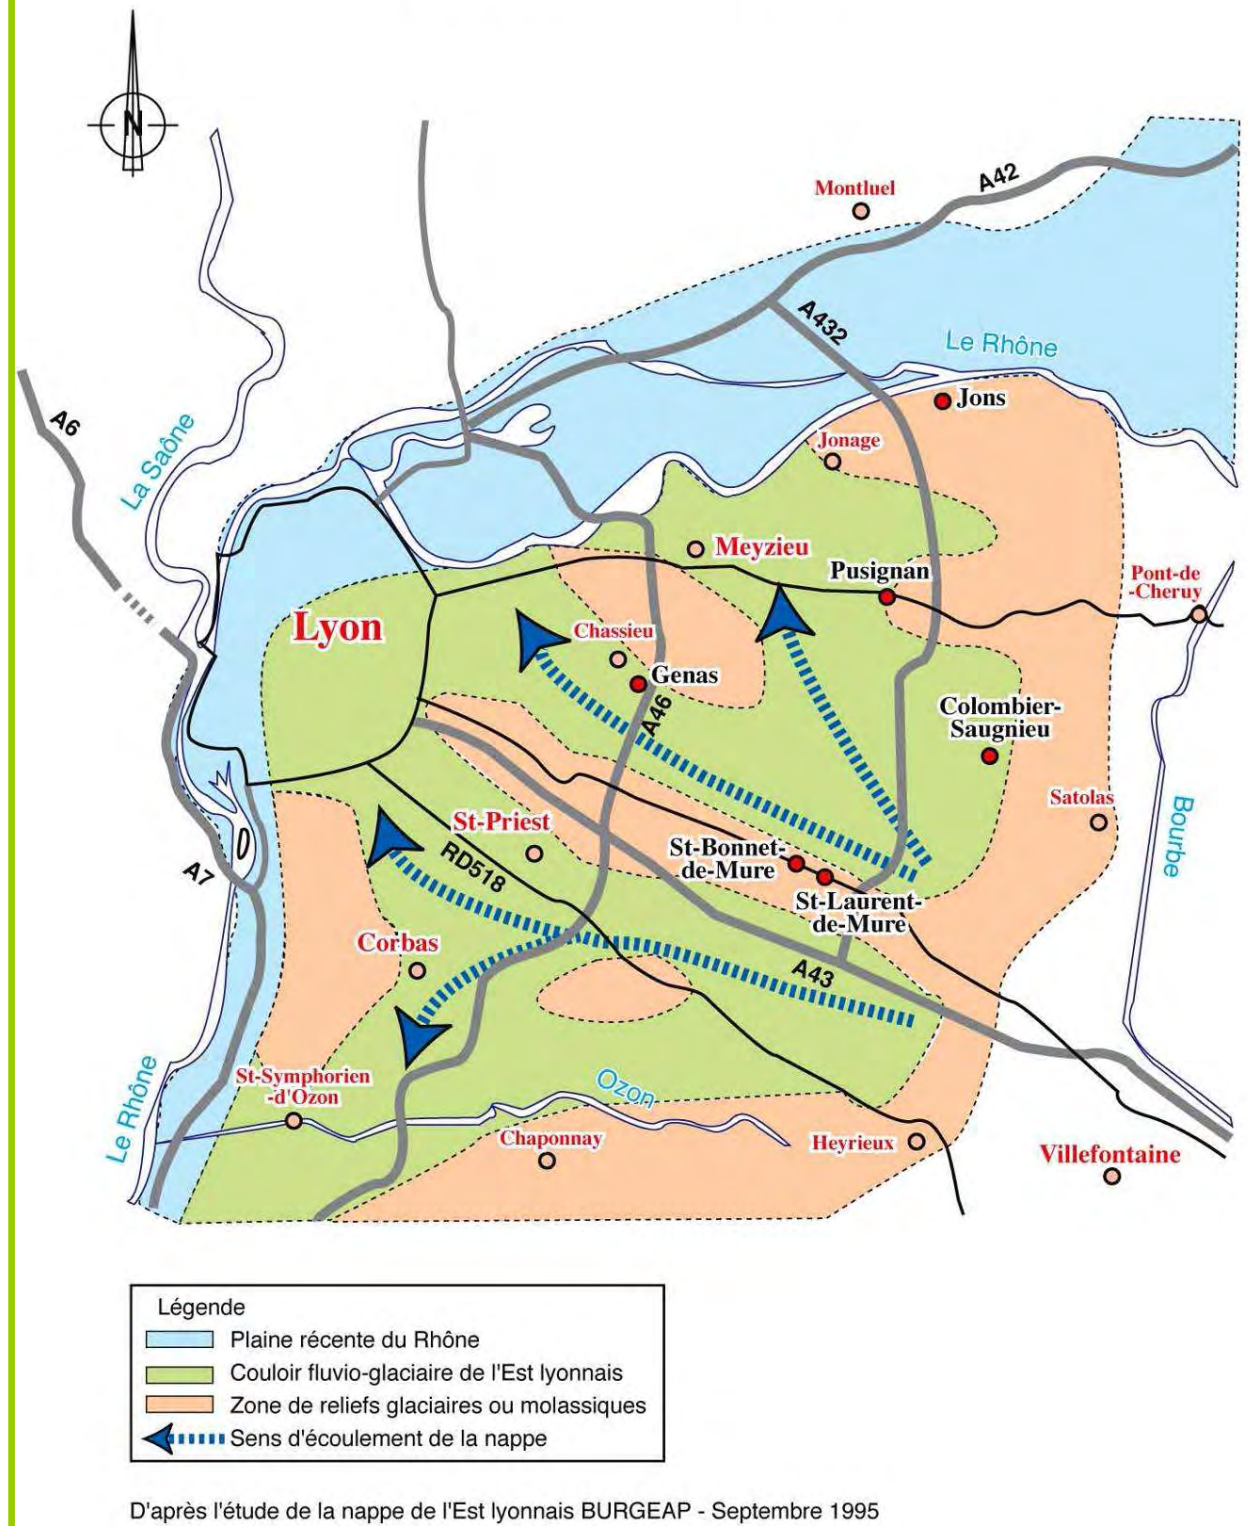 N
Montluel
A42
A432
Le Rhône
Jons
A6
La Saône
Jonage
Meyzieu
Pusignan
Pont-de
-Cheruy
Lyon
Chassieu
Genas
A46
Colombier-
Saugnieu
Satolas
Bourbe
St-Priest
RD518
St-Bonnet-
de-Mure
St-Laurent-
de-Mure
A7
Corbas
A43
St-Symphorien
-d'Ozon
Ozon
Le Rhône
Chaponnay
Heyrieux
Villefontaine
Légende
Plaine récente du Rhône
Couloir fluvio-glaciaire de l'Est lyonnais
Zone de reliefs glaciaires ou molassiques
Sens d'écoulement de la nappe
D'après l'étude de la nappe de l'Est lyonnais BURGEAP - Septembre 1995